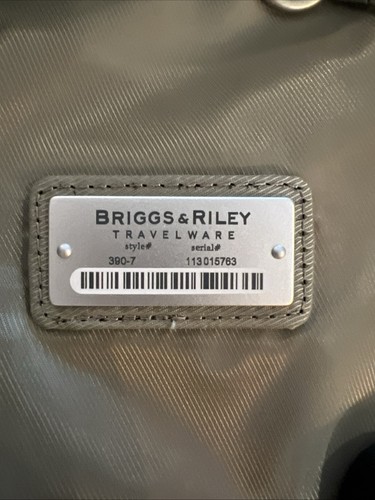 BRIGGS & RILEY
TRAVELWARE
style# serial#
390-7 113015763